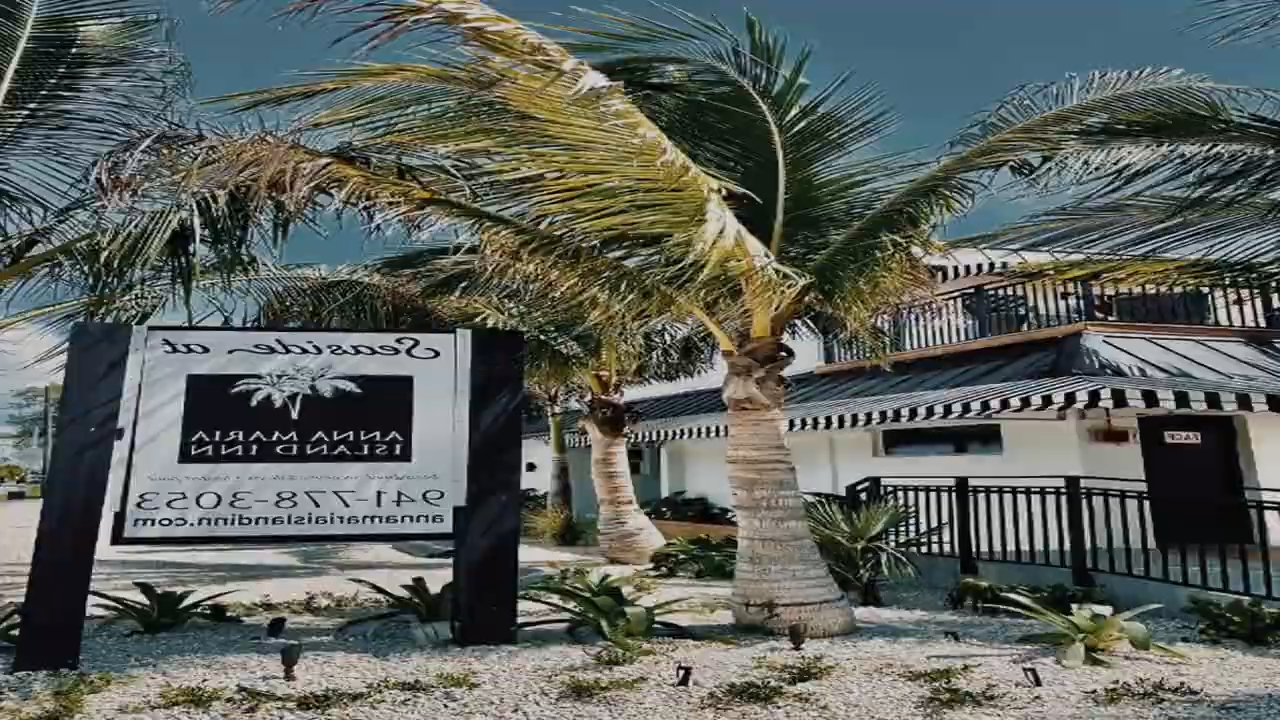 Seaside at
ANNA MARIA
ISLAND INN
941-778-3053
annamariaislandinn.com